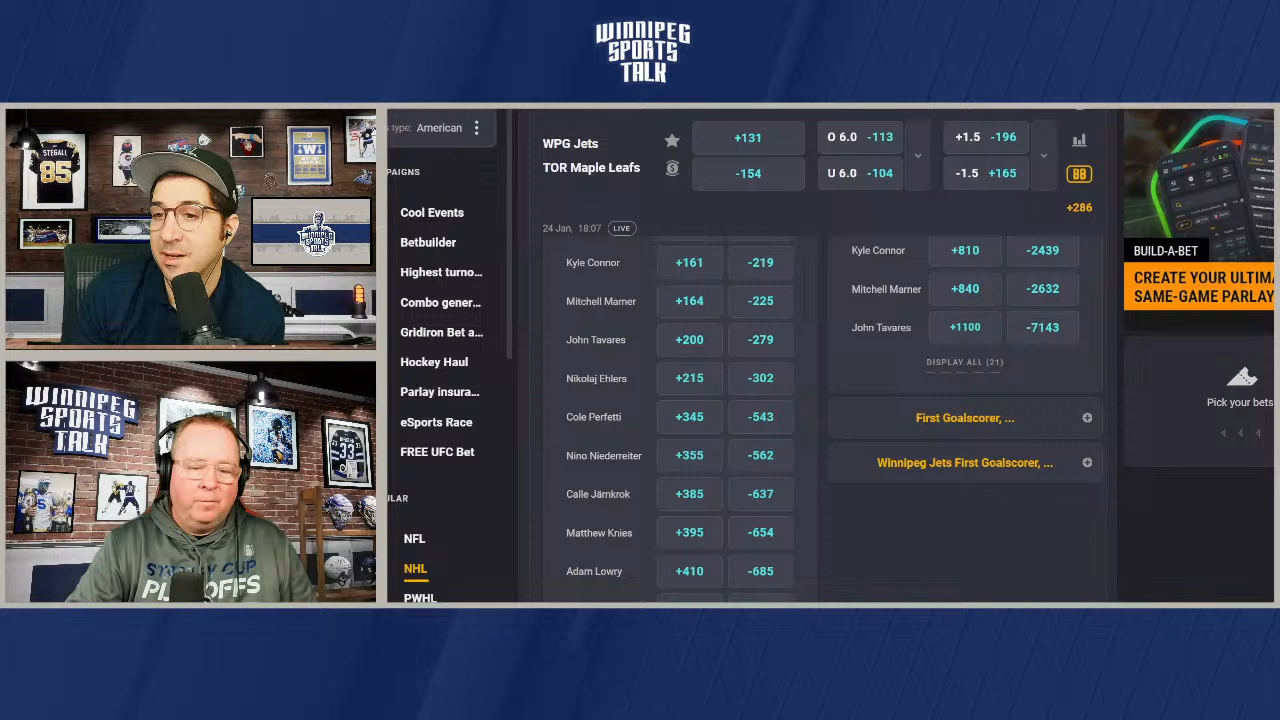 WINNIPEG
SPORTS
TALK
STEGALL
85
W
WINNIPEG
SPORTS
TALK
33
PLAYOFFS
s type: American
PAIGNS
Cool Events
Betbuilder
Highest turno...
Combo gener...
Gridiron Bet a...
Hockey Haul
Parlay insura...
eSports Race
FREE UFC Bet
ULAR
NFL
NHL
PWHL
WPG Jets
TOR Maple Leafs
+131
-154
O 6.0 -113
U 6.0 -104
+1.5 -196
-1.5 +165
BB
+286
24 Jan, 18:07 LIVE
Kyle Connor +161 -219
Mitchell Marner +164 -225
John Tavares +200 -279
Nikolaj Ehlers +215 -302
Cole Perfetti +345 -543
Nino Niederreiter +355 -562
Calle Järnkrok +385 -637
Matthew Knies +395 -654
Adam Lowry +410 -685
Kyle Connor +810 -2439
Mitchell Marner +840 -2632
John Tavares +1100 -7143
DISPLAY ALL (21)
First Goalscorer, ...
Winnipeg Jets First Goalscorer, ...
BUILD-A-BET
CREATE YOUR ULTIMA
SAME-GAME PARLAY
Pick your bets